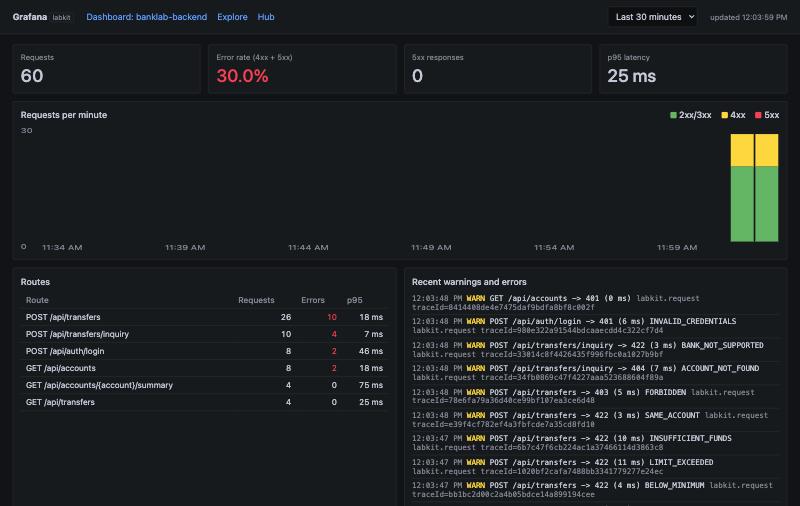 Grafana labkit Dashboard: banklab-backend Explore Hub Last 30 minutes updated 12:03:59 PM
Requests
60
Error rate (4xx + 5xx)
30.0%
5xx responses
0
p95 latency
25 ms
Requests per minute
2xx/3xx 4xx 5xx
30
0
11:34 AM 11:39 AM 11:44 AM 11:49 AM 11:54 AM 11:59 AM
Routes
Route Requests Errors p95
POST /api/transfers 26 10 18 ms
POST /api/transfers/inquiry 10 4 7 ms
POST /api/auth/login 8 2 46 ms
GET /api/accounts 8 2 18 ms
GET /api/accounts/{account}/summary 4 0 75 ms
GET /api/transfers 4 0 25 ms
Recent warnings and errors
12:03:48 PM WARN GET /api/accounts -> 401 (0 ms) labkit.request
traceId=8414408de4e7475daf9bdfa8bf8c002f
12:03:48 PM WARN POST /api/auth/login -> 401 (6 ms) INVALID_CREDENTIALS
labkit.request traceId=980e322a91544bdcaaecdd4c322cf7d4
12:03:48 PM WARN POST /api/transfers/inquiry -> 422 (3 ms) BANK_NOT_SUPPORTED
labkit.request traceId=33014c8f4426435f996fbc0a1027b9bf
12:03:48 PM WARN POST /api/transfers/inquiry -> 404 (7 ms) ACCOUNT_NOT_FOUND
labkit.request traceId=34fb0869c47f4227aaa523688604f89a
12:03:48 PM WARN POST /api/transfers -> 403 (5 ms) FORBIDDEN labkit.request
traceId=78e6fa79a36d40ce99bf107ea3ce6d48
12:03:48 PM WARN POST /api/transfers -> 422 (3 ms) SAME_ACCOUNT labkit.request
traceId=e39f4cf782ef4a3fbfcde7a35cd8fd10
12:03:47 PM WARN POST /api/transfers -> 422 (10 ms) INSUFFICIENT_FUNDS
labkit.request traceId=6c7b47f6cb224ac1a37466114d3863c8
12:03:47 PM WARN POST /api/transfers -> 422 (11 ms) LIMIT_EXCEEDED
labkit.request traceId=1020bf2cafa7488bb3341779277e24ec
12:03:47 PM WARN POST /api/transfers -> 422 (4 ms) BELOW_MINIMUM labkit.request
traceId=bb1bc2d00c2a4b05bdce14a899194cee